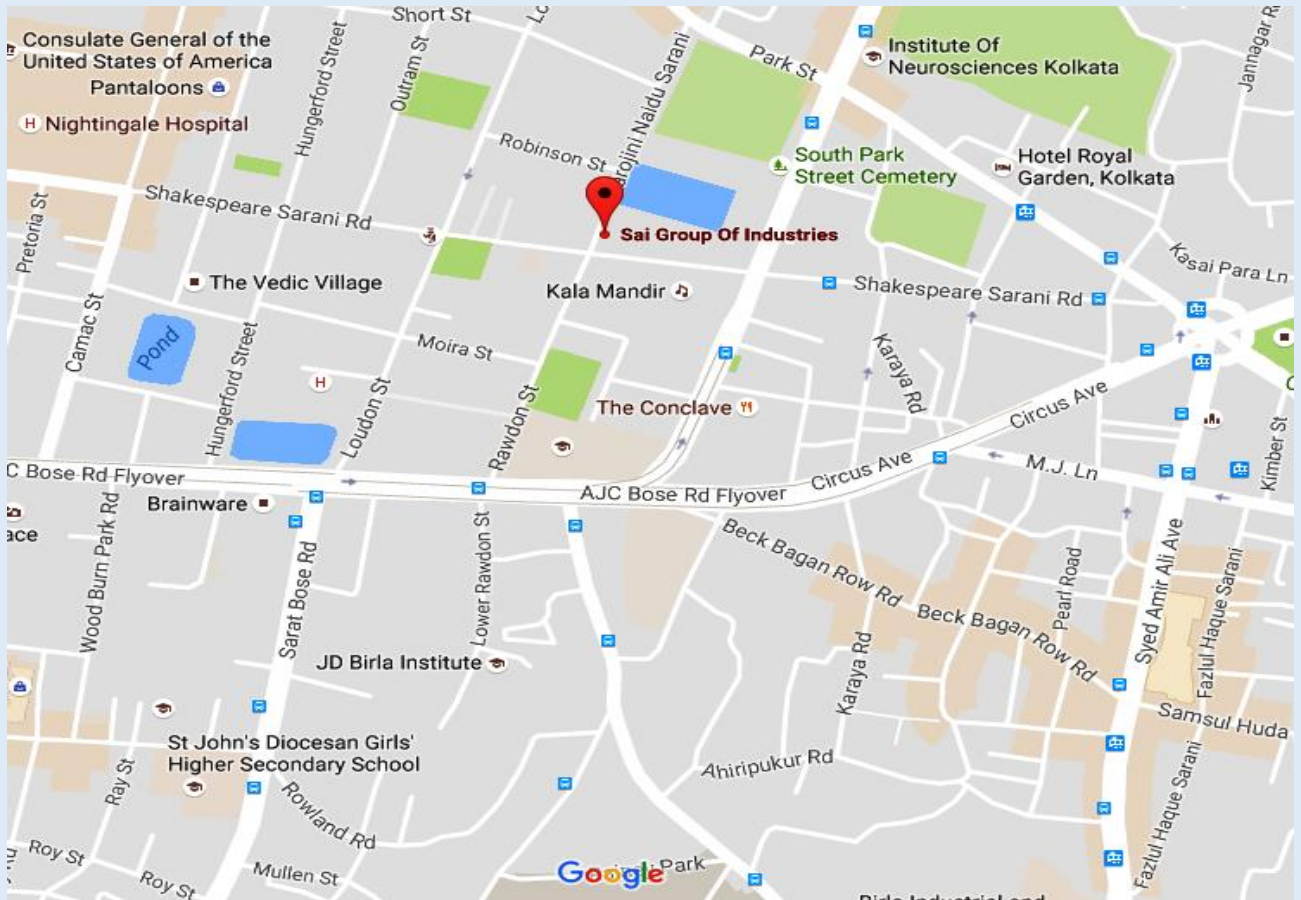 Short St
Consulate General of the
United States of America
Pantaloons
Nightingale Hospital
Hungerford Street
Outram St
Lo
Sarojini Naidu Sarani
Park St
Institute Of
Neurosciences Kolkata
Jannagar R
Robinson St
South Park
Street Cemetery
Hotel Royal
Garden, Kolkata
Pretoria St
Shakespeare Sarani Rd
Sai Group Of Industries
Kasai Para Ln
The Vedic Village
Kala Mandir
Shakespeare Sarani Rd
Camac St
Pond
Hungerford Street
Moira St
Loudon St
Rawdon St
Karaya Rd
The Conclave
Circus Ave
Kimber St
C Bose Rd Flyover
AJC Bose Rd Flyover
Circus Ave
M.J. Ln
Brainware
ace
Wood Burn Park Rd
Sarat Bose Rd
Lower Rawdon St
Beck Bagan Row Rd
Beck Bagan Row Rd
Pearl Road
Syed Amir Ali Ave
Fazlul Haque Sarani
JD Birla Institute
Karaya Rd
Samsul Huda
St John's Diocesan Girls'
Higher Secondary School
Ray St
Rowland Rd
Ahiripukur Rd
Fazlul Haque Sarani
Roy St
Roy St
Mullen St
Google
Park
Birla Industrial and